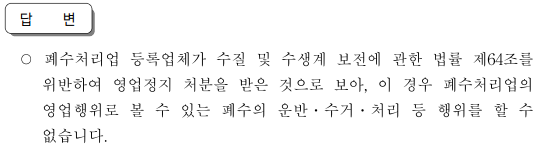 답 변
○ 폐수처리업 등록업체가 수질 및 수생계 보전에 관한 법률 제64조를
위반하여 영업정지 처분을 받은 것으로 보아, 이 경우 폐수처리업의
영업행위로 볼 수 있는 폐수의 운반·수거·처리 등 행위를 할 수
없습니다.